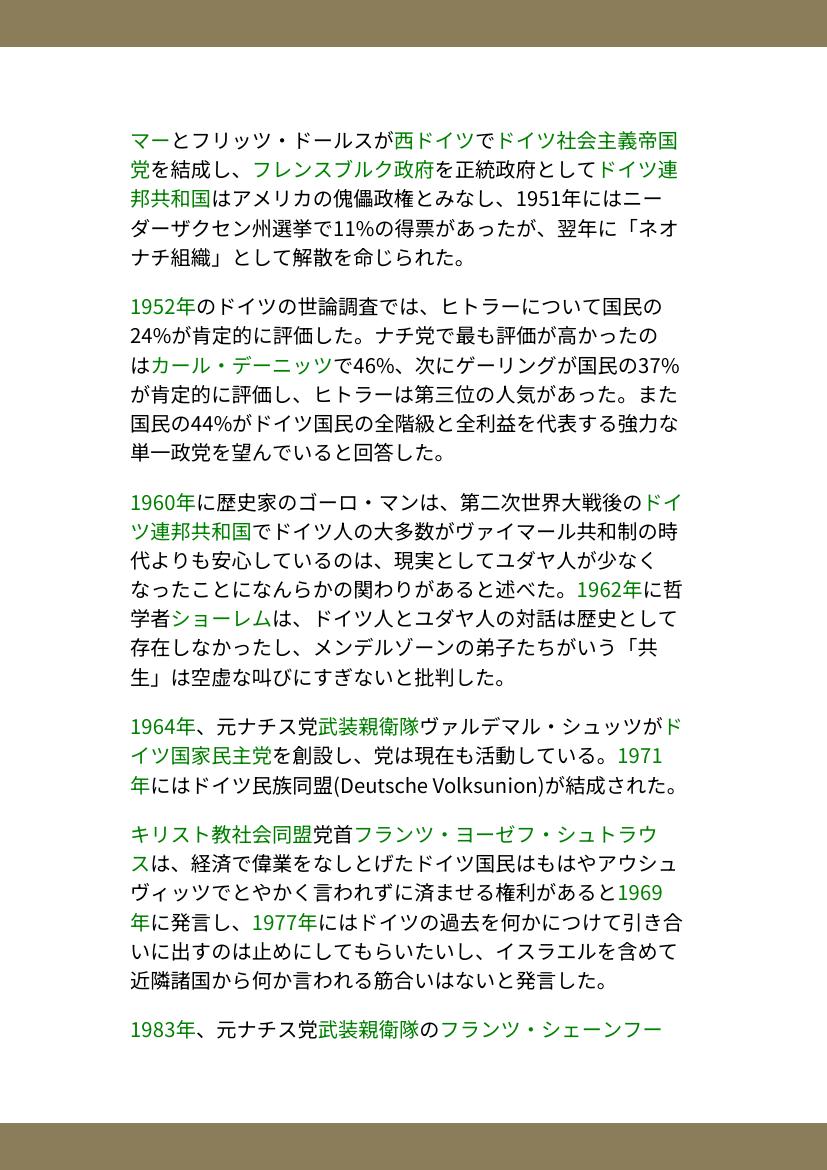 マーとフリッツ・ドールスが西ドイツでドイツ社会主義帝国
党を結成し、フレンスブルク政府を正統政府としてドイツ連
邦共和国はアメリカの傀儡政権とみなし、1951年にはニー
ダーザクセン州選挙で11%の得票があったが、翌年に「ネオ
ナチ組織」として解散を命じられた。
1952年のドイツの世論調査では、ヒトラーについて国民の
24%が肯定的に評価した。ナチ党で最も評価が高かったの
はカール・デーニッツで46%、次にゲーリングが国民の37%
が肯定的に評価し、ヒトラーは第三位の人気があった。また
国民の44%がドイツ国民の全階級と全利益を代表する強力な
単一政党を望んでいると回答した。
1960年に歴史家のゴーロ・マンは、第二次世界大戦後のドイ
ツ連邦共和国でドイツ人の大多数がヴァイマール共和制の時
代よりも安心しているのは、現実としてユダヤ人が少なく
なったことになんらかの関わりがあると述べた。1962年に哲
学者ショーレムは、ドイツ人とユダヤ人の対話は歴史として
存在しなかったし、メンデルゾーンの弟子たちがいう「共
生」は空虚な叫びにすぎないと批判した。
1964年、元ナチス党武装親衛隊ヴァルデマル・シュッツがド
イツ国家民主党を創設し、党は現在も活動している。1971
年にはドイツ民族同盟(Deutsche Volksunion)が結成された。
キリスト教社会同盟党首フランツ・ヨーゼフ・シュトラウ
スは、経済で偉業をなしとげたドイツ国民はもはやアウシュ
ヴィッツでとやかく言われずに済ませる権利があると1969
年に発言し、1977年にはドイツの過去を何かにつけて引き合
いに出すのは止めにしてもらいたいし、イスラエルを含めて
近隣諸国から何か言われる筋合いはないと発言した。
1983年、元ナチス党武装親衛隊のフランツ・シェーンフー